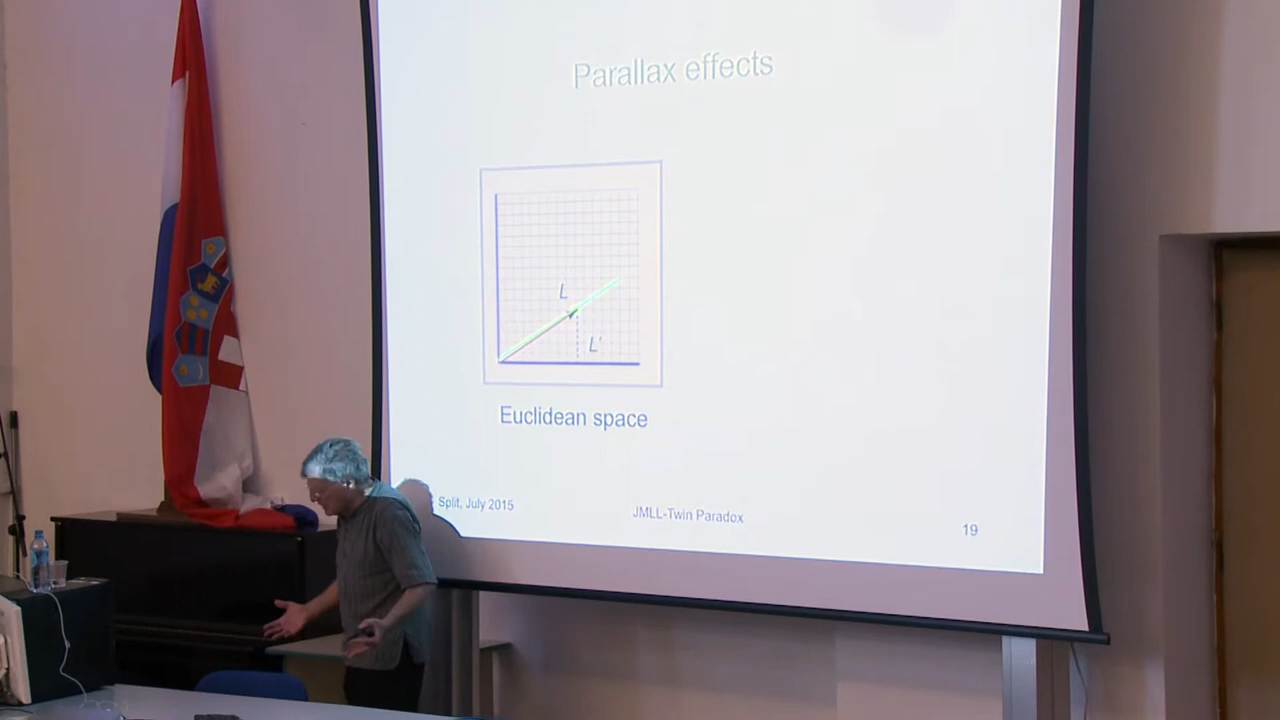 Parallax effects
L
L'
Euclidean space
Split, July 2015
JMLL-Twin Paradox
19